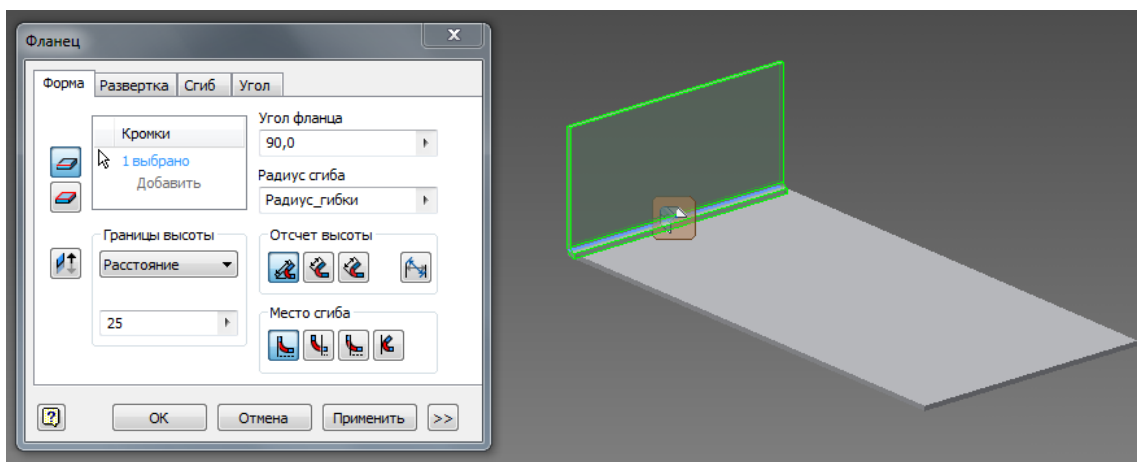 Фланец
Форма Развертка Сгиб Угол
Кромки
1 выбрано
Добавить
Угол фланца
90,0
Радиус сгиба
Радиус_гибки
Границы высоты
Расстояние
25
Отсчет высоты
Место сгиба
ОК Отмена Применить >>